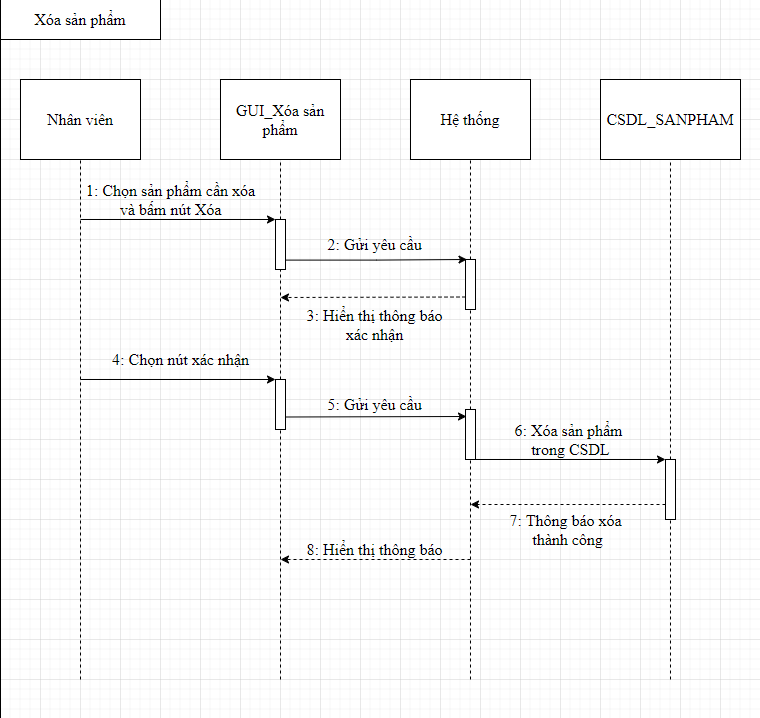 Xóa sản phẩm
Nhân viên
GUI_Xóa sản
phẩm
Hệ thống
CSDL_SANPHAM
1: Chọn sản phẩm cần xóa
và bấm nút Xóa
2: Gửi yêu cầu
3: Hiển thị thông báo
xác nhận
4: Chọn nút xác nhận
5: Gửi yêu cầu
6: Xóa sản phẩm
trong CSDL
7: Thông báo xóa
thành công
8: Hiển thị thông báo